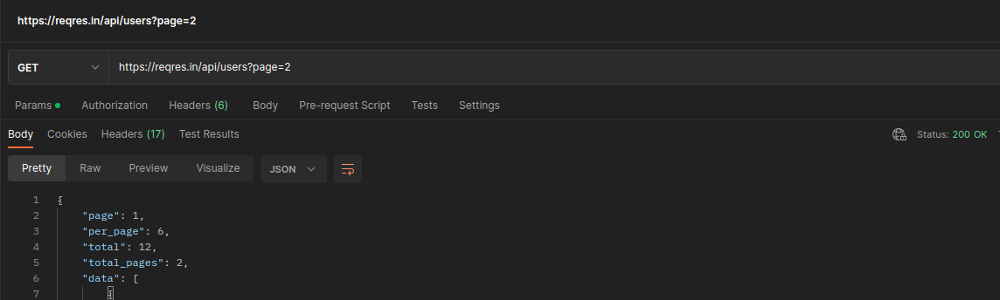 https://reqres.in/api/users?page=2
GET https://reqres.in/api/users?page=2
Params Authorization Headers (6) Body Pre-request Script Tests Settings
Body Cookies Headers (17) Test Results Status: 200 OK
Pretty Raw Preview Visualize JSON
1 {
2 "page": 1,
3 "per_page": 6,
4 "total": 12,
5 "total_pages": 2,
6 "data": [
7 {